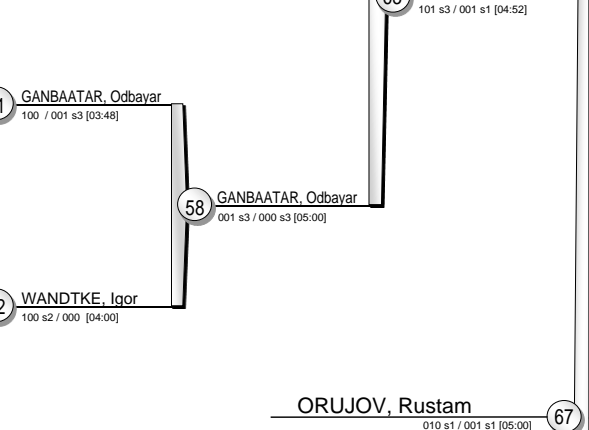 101 s3 / 001 s1 [04:52]
GANBAATAR, Odbayar
100 / 001 s3 [03:48]
58
GANBAATAR, Odbayar
001 s3 / 000 s3 [05:00]
WANDTKE, Igor
100 s2 / 000 [04:00]
ORUJOV, Rustam
010 s1 / 001 s1 [05:00]
67